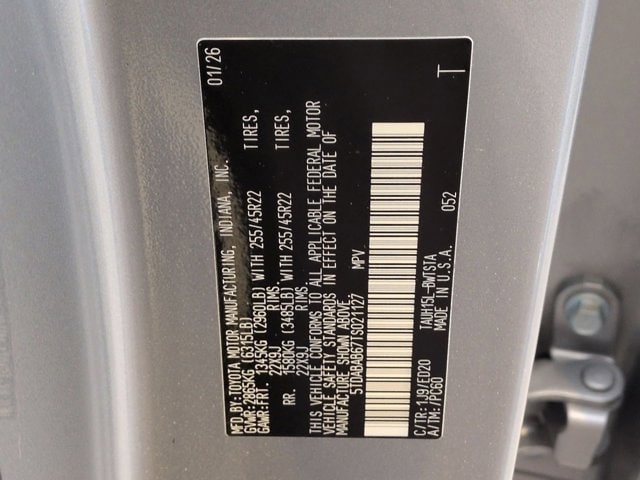 01/26
MFD.BY:TOYOTA MOTOR MANUFACTURING, INDIANA, INC.
GVWR:2865KG(6315LB)
GAWR:FRT. 1345KG(2960LB) WITH 255/45R22 TIRES,
22X9J RIMS.
RR. 1580KG(3485LB) WITH 255/45R22 TIRES,
22X9J RIMS.
THIS VEHICLE CONFORMS TO ALL APPLICABLE FEDERAL MOTOR
VEHICLE SAFETY STANDARDS IN EFFECT ON THE DATE OF
MANUFACTURE SHOWN ABOVE.
5TDABAB67TS021127 MPV
052 T
C/TR:1J9/ED20 TAUH15L-BWTSTA
A/TM:/PC60 MADE IN U.S.A.